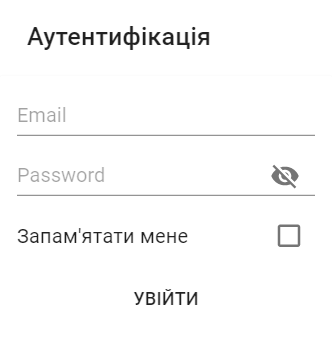 Аутентифікація
Email
Password
Запам'ятати мене
УВІЙТИ